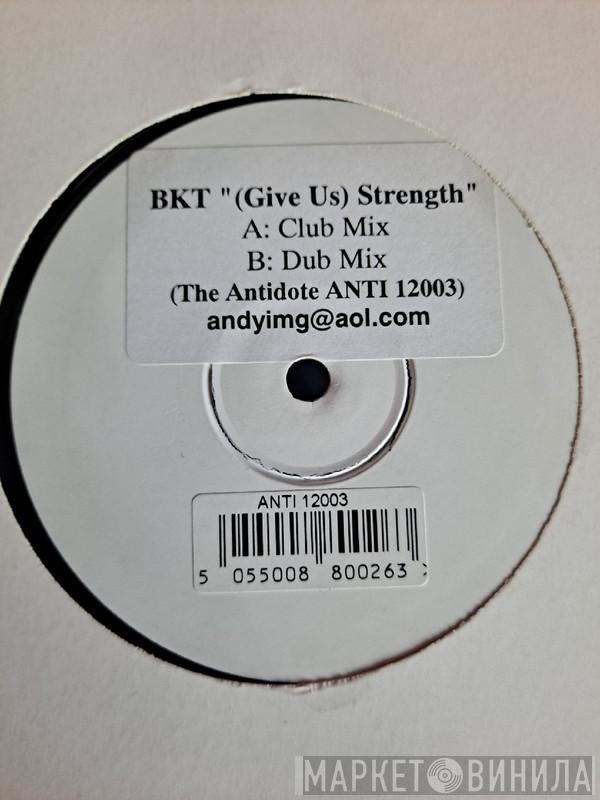 BKT "(Give Us) Strength"
A: Club Mix
B: Dub Mix
(The Antidote ANTI 12003)
andyimg@aol.com
ANTI 12003
5 055008 800263 >
МАРКЕТ ВИНИЛА